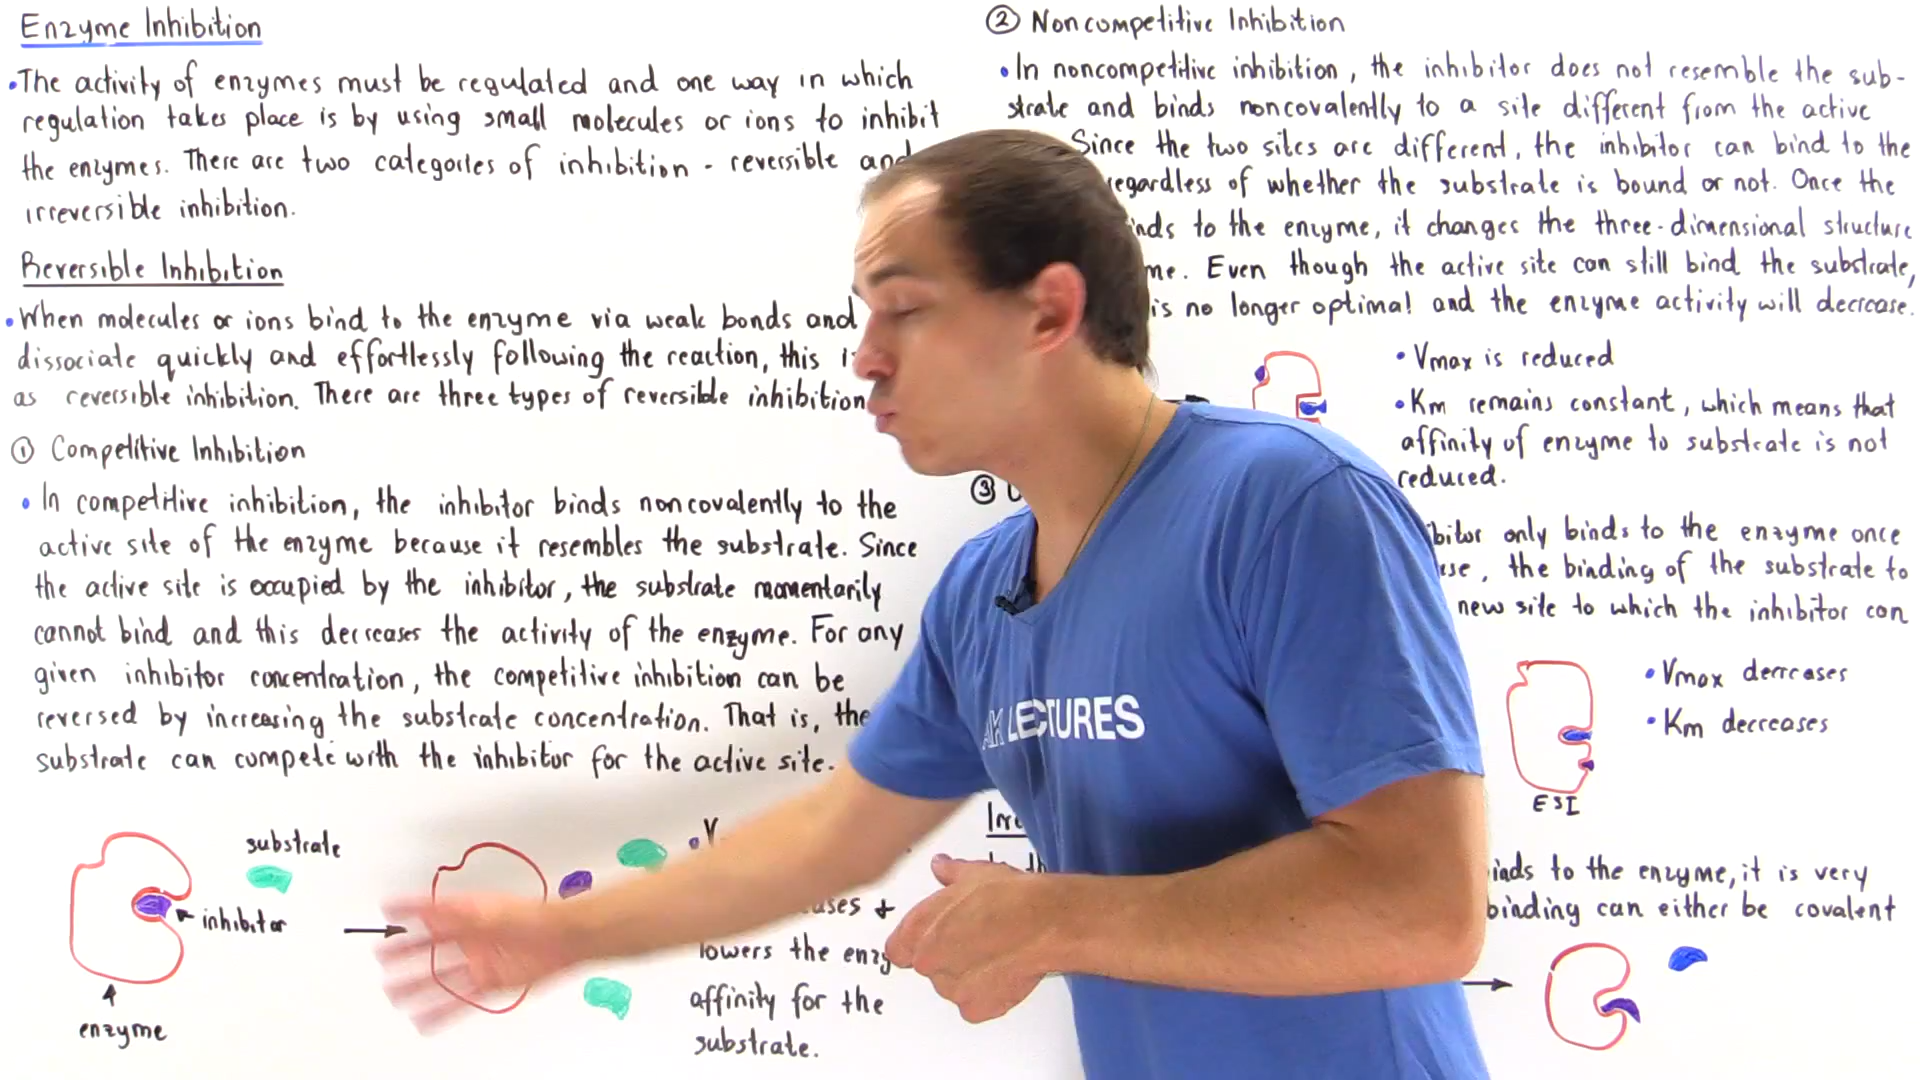 Enzyme Inhibition
• The activity of enzymes must be regulated and one way in which
regulation takes place is by using small molecules or ions to inhibit
the enzymes. There are two categories of inhibition - reversible and
irreversible inhibition.
Reversible Inhibition
• When molecules or ions bind to the enzyme via weak bonds and
dissociate quickly and effortlessly following the reaction, this
as reversible inhibition. There are three types of reversible inhibition
① Competitive Inhibition
• In competitive inhibition, the inhibitor binds noncovalently to the
active site of the enzyme because it resembles the substrate. Since
the active site is occupied by the inhibitor, the substrate momentarily
cannot bind and this decreases the activity of the enzyme. For any
given inhibitor concentration, the competitive inhibition can be
reversed by increasing the substrate concentration. That is, the
substrate can compete with the inhibitor for the active site.
substrate
inhibitor
enzyme
lowers the
affinity for the
substrate.
② Noncompetitive Inhibition
• In noncompetitive inhibition, the inhibitor does not resemble the sub-
strate and binds noncovalently to a site different from the active
Since the two sites are different, the inhibitor can bind to the
regardless of whether the substrate is bound or not. Once the
to the enzyme, it changes the three-dimensional structure
Even though the active site can still bind the substrate,
is no longer optimal and the enzyme activity will decrease.
• Vmax is reduced
• Km remains constant, which means that
affinity of enzyme to substrate is not
reduced.
③
only binds to the enzyme once
, the binding of the substrate to
new site to which the inhibitor can
ESI
• Vmax decreases
• Km decreases
to the enzyme, it is very
binding can either be covalent
AK LECTURES